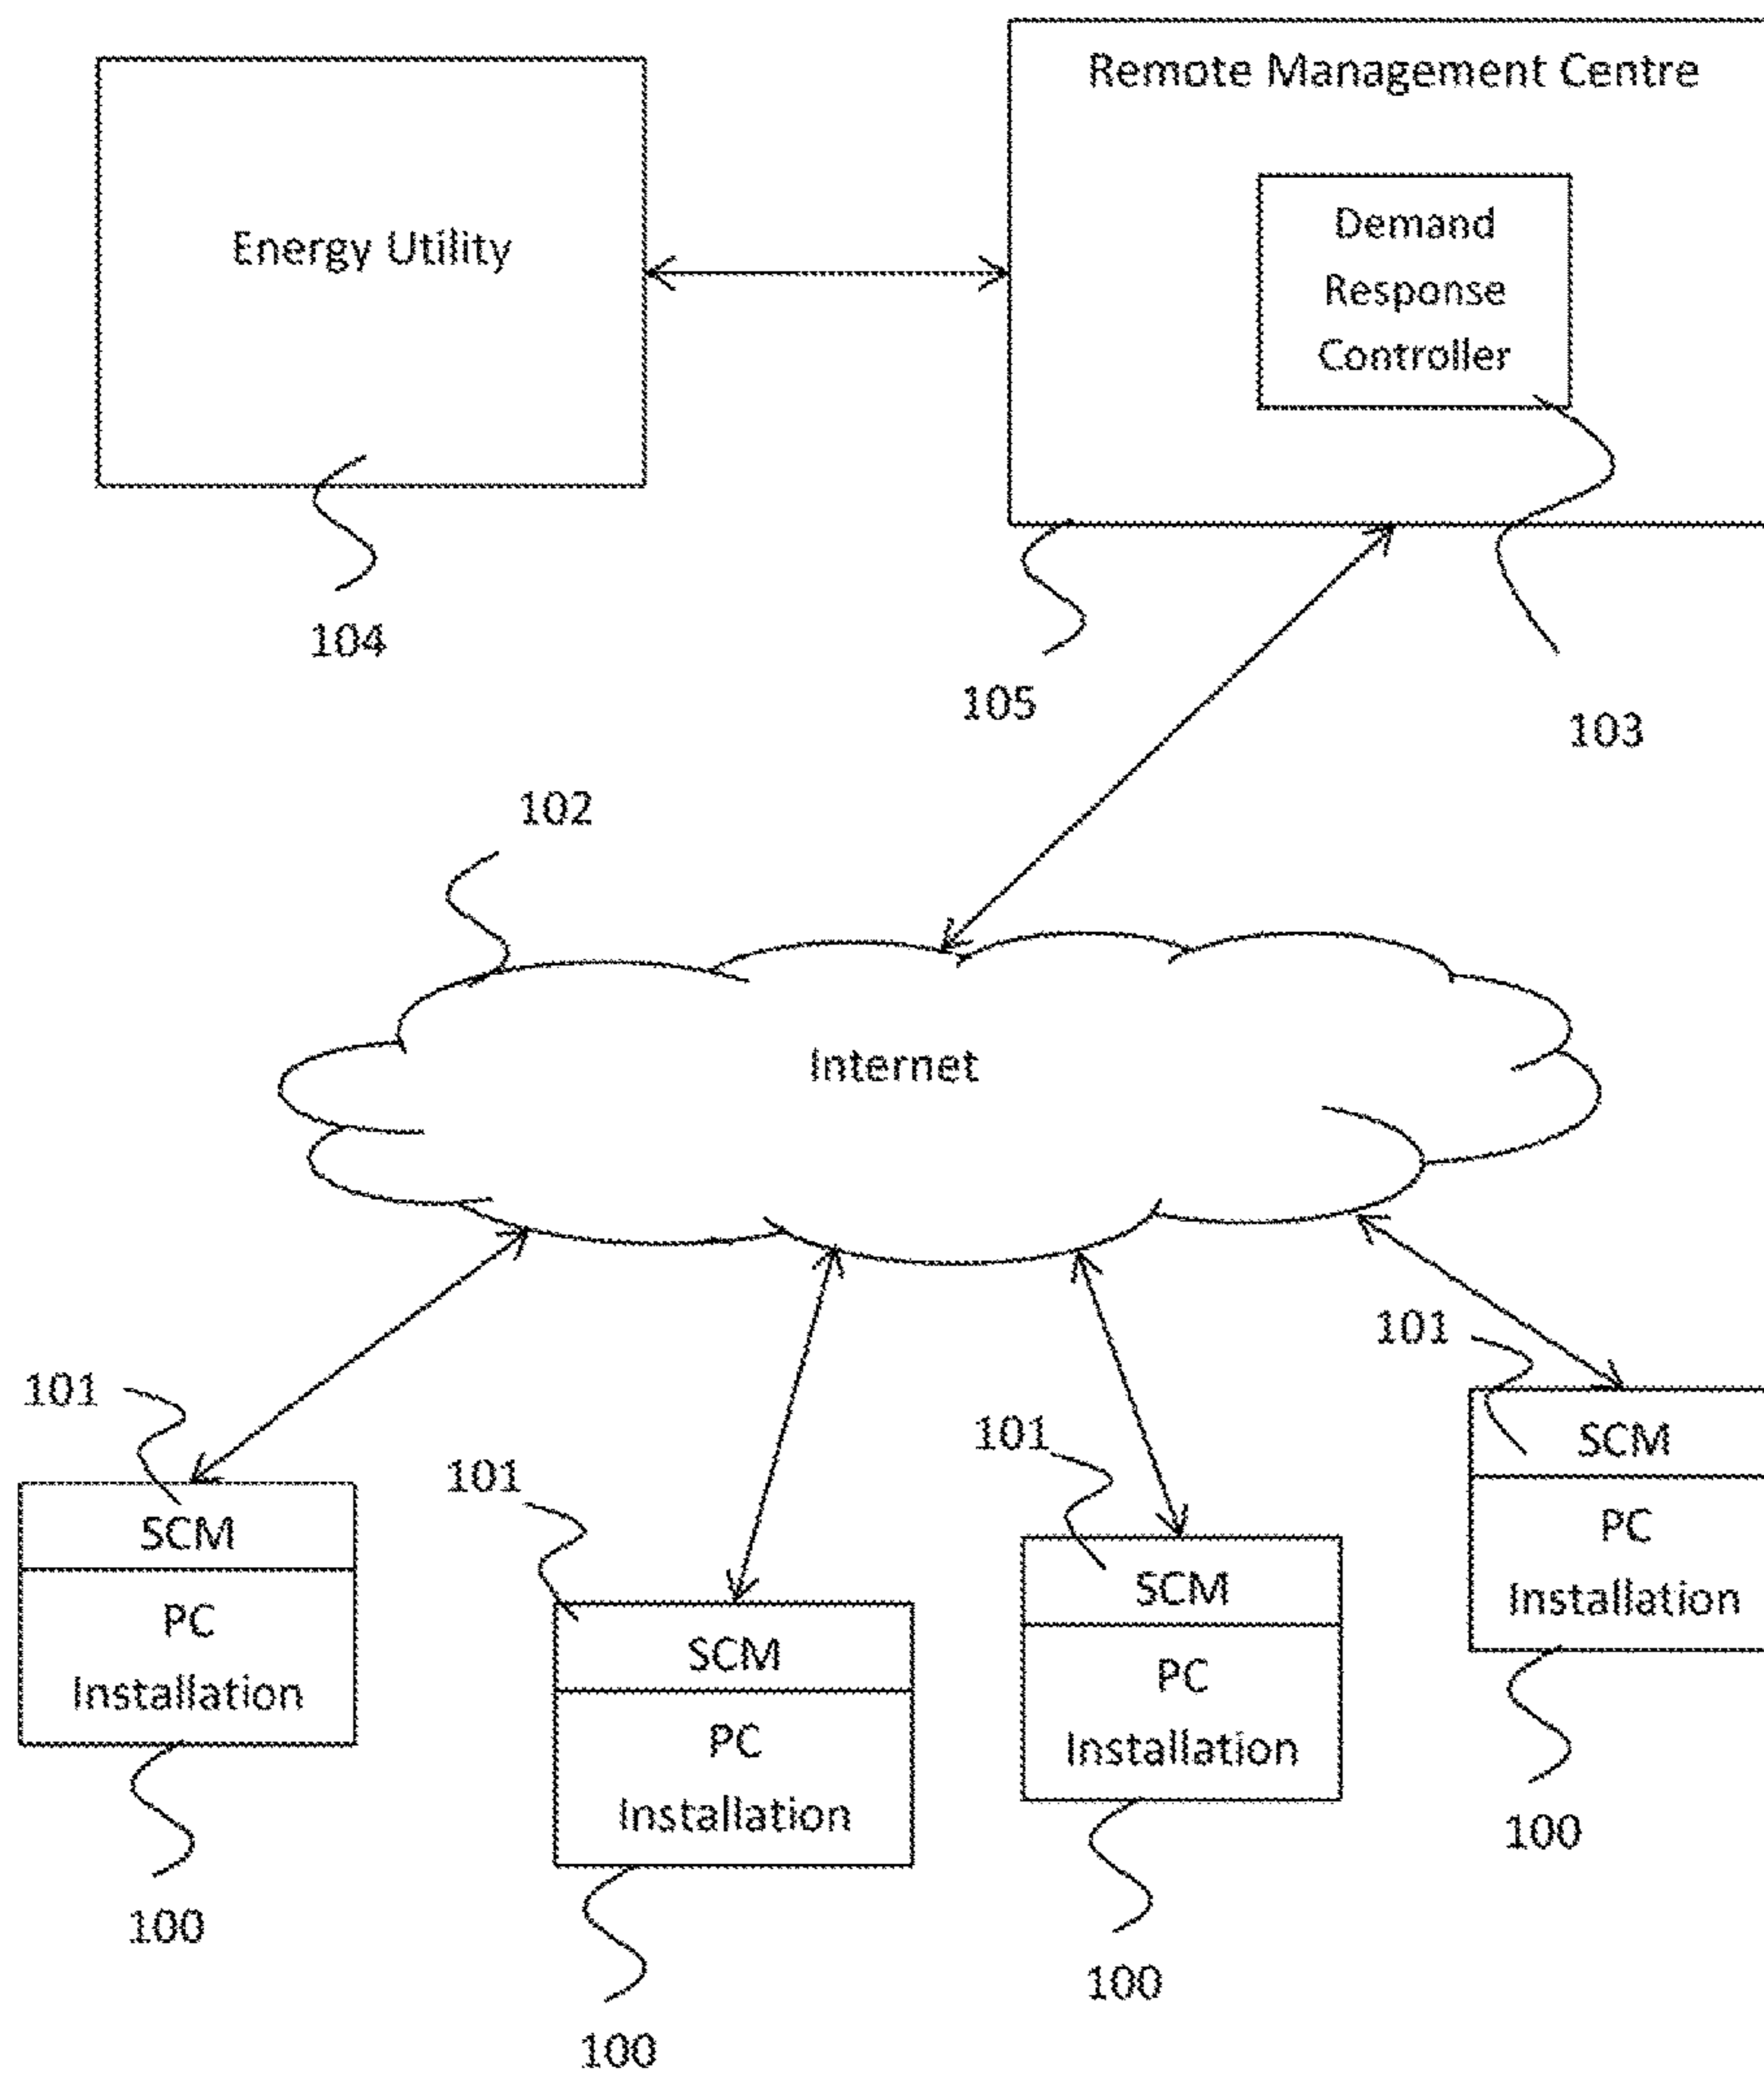 Remote Management Centre
Energy Utility
Demand
Response
Controller
104
105
103
102
Internet
101
SCM
PC
Installation
100
101
SCM
PC
Installation
100
101
SCM
PC
Installation
100
101
SCM
PC
Installation
100